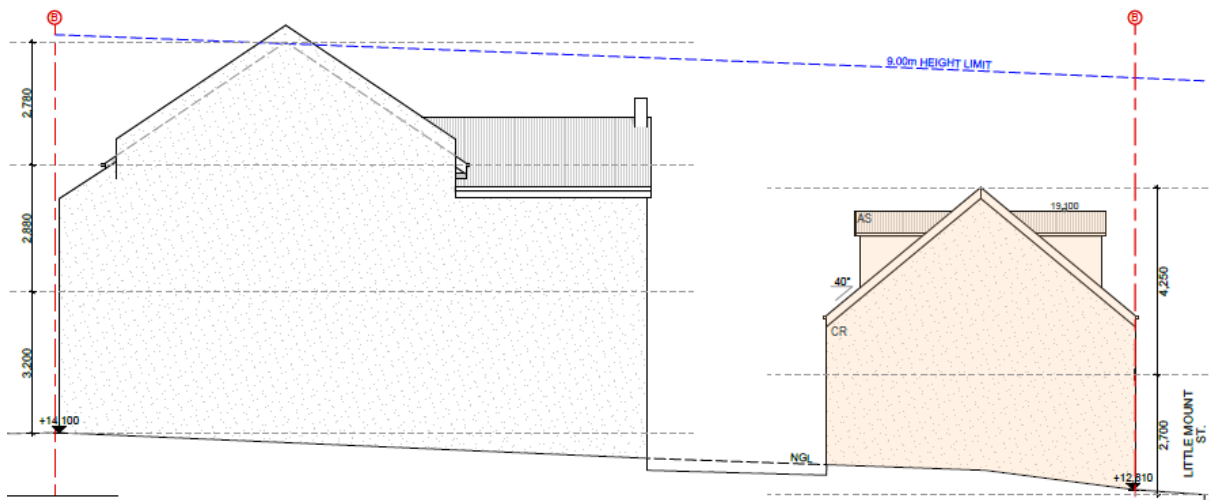 B
B
9.00m HEIGHT LIMIT
2,780
2,880
3,200
+14,100
AS
19,100
40°
CR
NGL
4,250
2,700
LITTLE MOUNT
ST.
+12,810